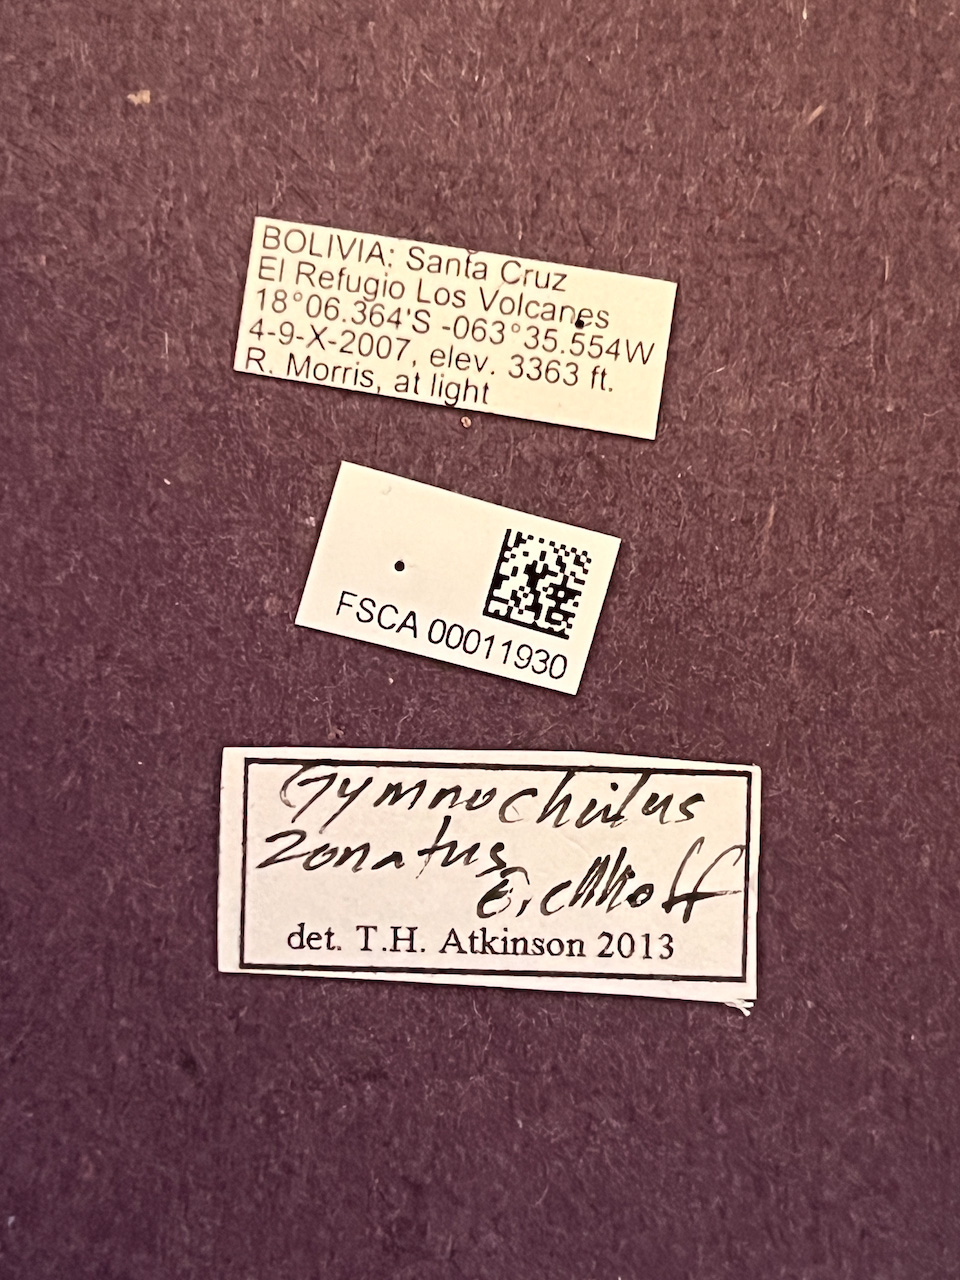 BOLIVIA: Santa Cruz
El Refugio Los Volcanes
18°06.364'S -063°35.554W
4-9-X-2007, elev. 3363 ft.
R. Morris, at light
FSCA 00011930
Gymnochilus
zonatus
Eichhoff
det. T.H. Atkinson 2013